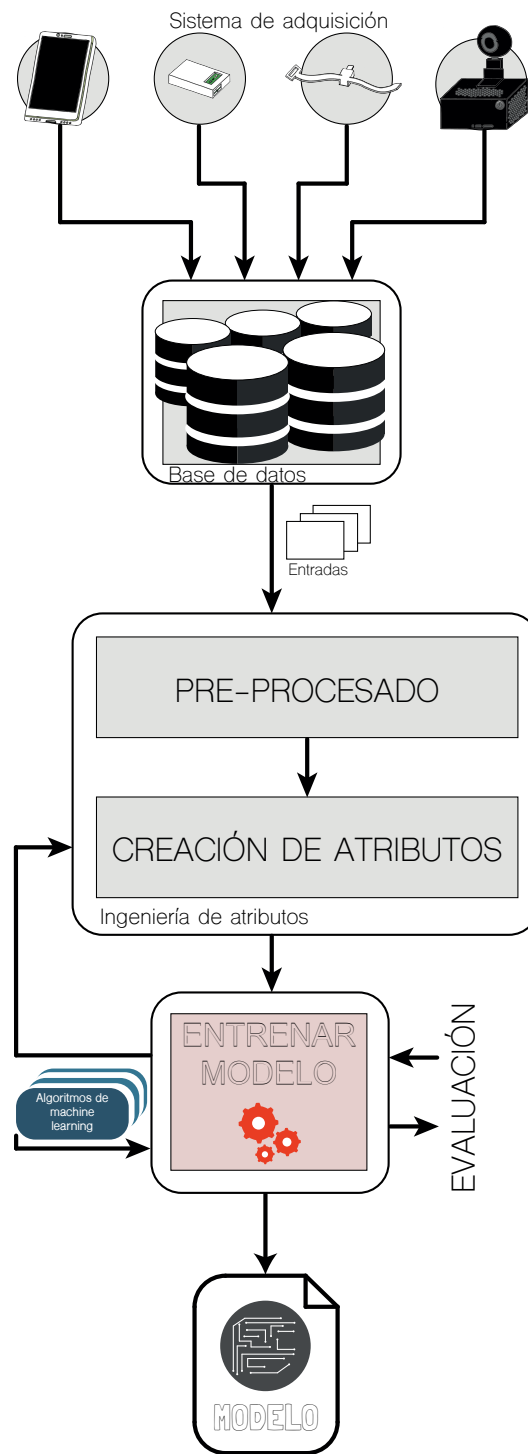 Sistema de adquisición
Base de datos
Entradas
PRE-PROCESADO
CREACIÓN DE ATRIBUTOS
Ingeniería de atributos
ENTRENAR
MODELO
EVALUACIÓN
Algoritmos de
machine
learning
MODELO